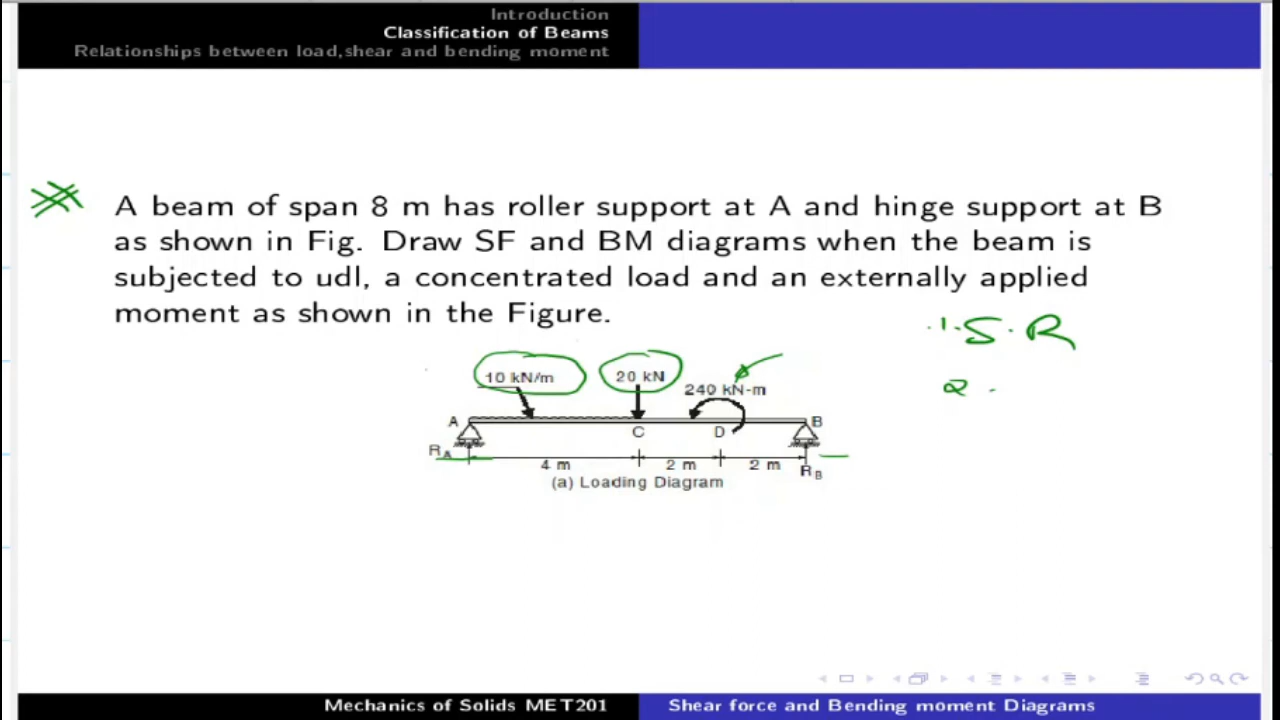 Introduction
Classification of Beams
Relationships between load,shear and bending moment
A beam of span 8 m has roller support at A and hinge support at B
as shown in Fig. Draw SF and BM diagrams when the beam is
subjected to udl, a concentrated load and an externally applied
moment as shown in the Figure.
1. S.R
2.
10 kN/m
20 kN
240 kN-m
A
B
C
D
RA
4 m
2 m
2 m
RB
(a) Loading Diagram
Mechanics of Solids MET201
Shear force and Bending moment Diagrams